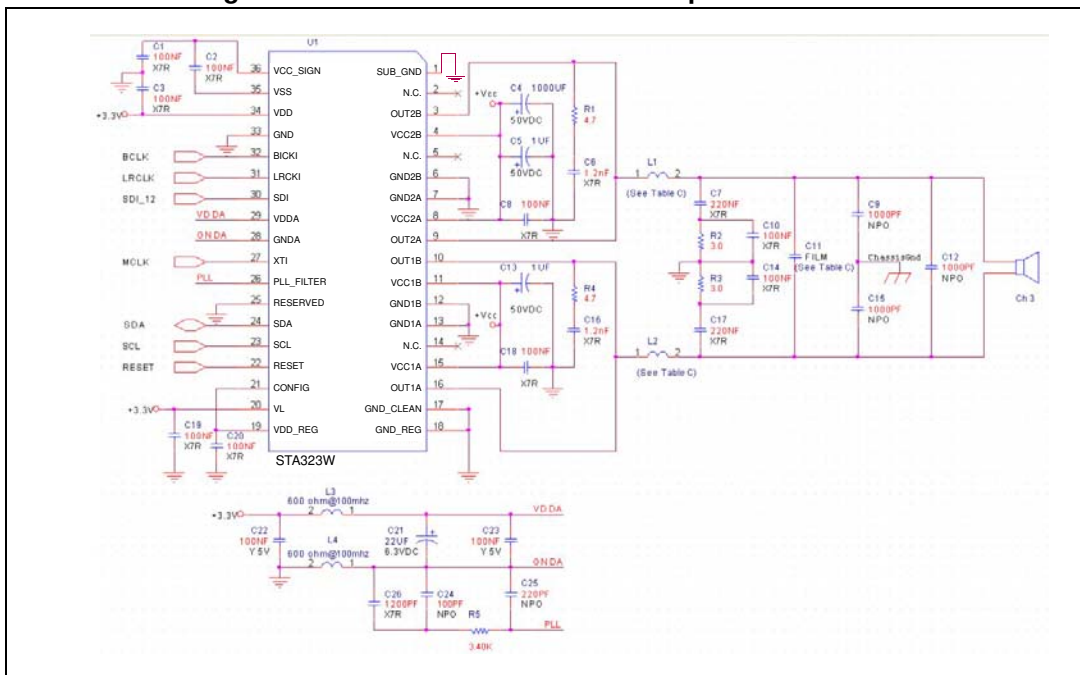 U1
C1
100NF
X7R
C2
100NF
X7R
C3
100NF
X7R
+3.3V
BCLK
LRCLK
SDI_12
VDDA
GNDA
MCLK
PLL
SDA
SCL
RESET
+3.3V
C19
100NF
X7R
C20
100NF
X7R
36 VCC_SIGN
35 VSS
34 VDD
33 GND
32 BICKI
31 LRCKI
30 SDI
29 VDDA
28 GNDA
27 XTI
26 PLL_FILTER
25 RESERVED
24 SDA
23 SCL
22 RESET
21 CONFIG
20 VL
19 VDD_REG
SUB_GND 1
N.C. 2
OUT2B 3
VCC2B 4
N.C. 5
GND2B 6
GND2A 7
VCC2A 8
OUT2A 9
OUT1B 10
VCC1B 11
GND1B 12
GND1A 13
N.C. 14
VCC1A 15
OUT1A 16
GND_CLEAN 17
GND_REG 18
STA323W
+Vcc
C4 1000UF
50VDC
C5 1UF
50VDC
C8 100NF
X7R
R1
4.7
C6
1.2nF
X7R
C13 1UF
50VDC
+Vcc
C18 100NF
X7R
R4
4.7
C16
1.2nF
X7R
L1
1 2
(See Table C)
L2
1 2
(See Table C)
C7
220NF
X7R
R2
3.0
R3
3.0
C17
220NF
X7R
C10
100NF
X7R
C14
100NF
X7R
C11
FILM
(See Table C)
C9
1000PF
NPO
ChassisGnd
C15
1000PF
NPO
C12
1000PF
NPO
Ch3
L3
600 ohm@100mhz
+3.3V
2 1
VDDA
C22
100NF
Y5V
C21
22UF
6.3VDC
C23
100NF
Y5V
L4
600 ohm@100mhz
2 1
GNDA
C26
1200PF
X7R
C24
100PF
NPO
R5
3.40K
C25
220PF
NPO
PLL